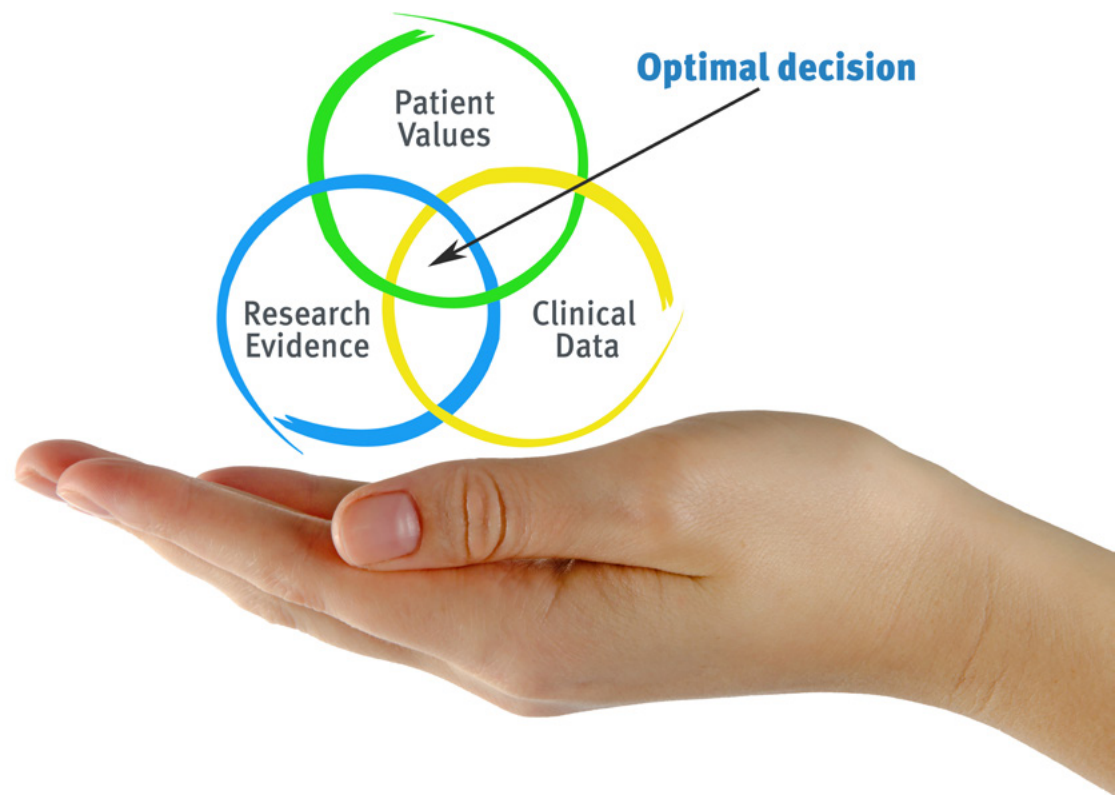 Optimal decision
Patient
Values
Research
Evidence
Clinical
Data